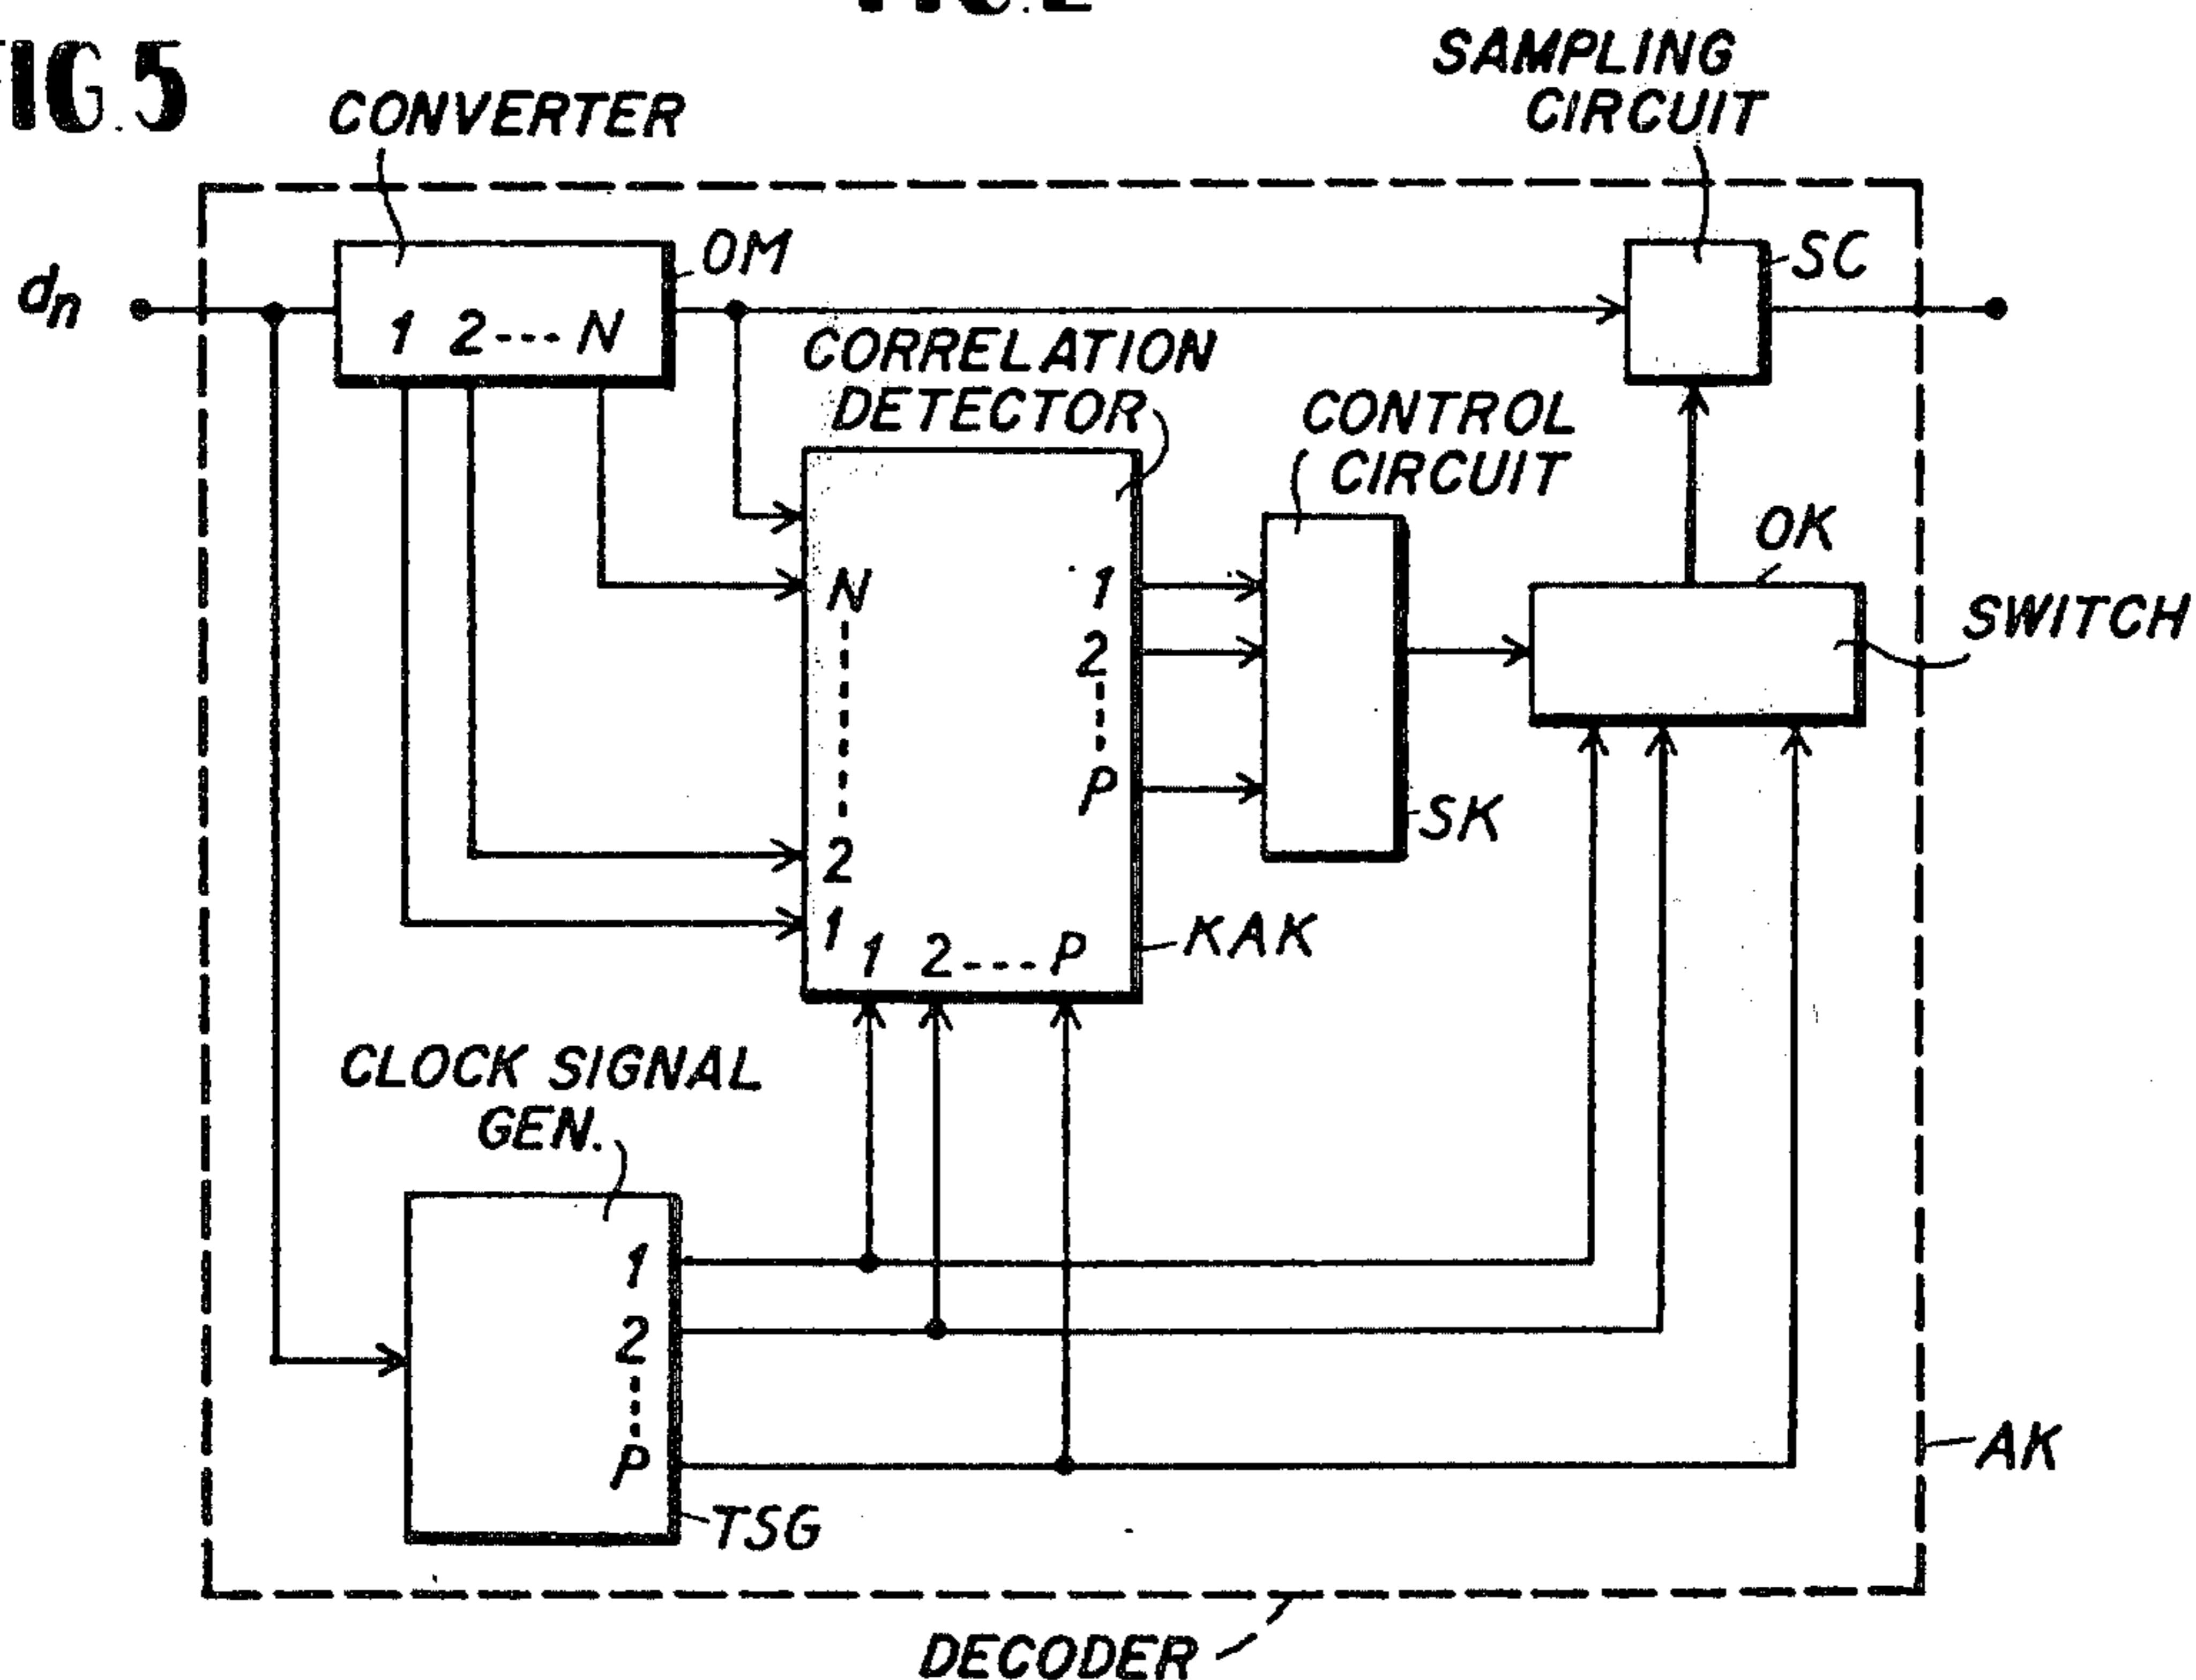 FIG.5
CONVERTER
SAMPLING
CIRCUIT
dn
OM
SC
1 2--- N
CORRELATION
DETECTOR
CONTROL
CIRCUIT
OK
SWITCH
N
2
1
1
2
P
SK
1 2---P
KAK
CLOCK SIGNAL
GEN.
1
2
P
TSG
AK
DECODER